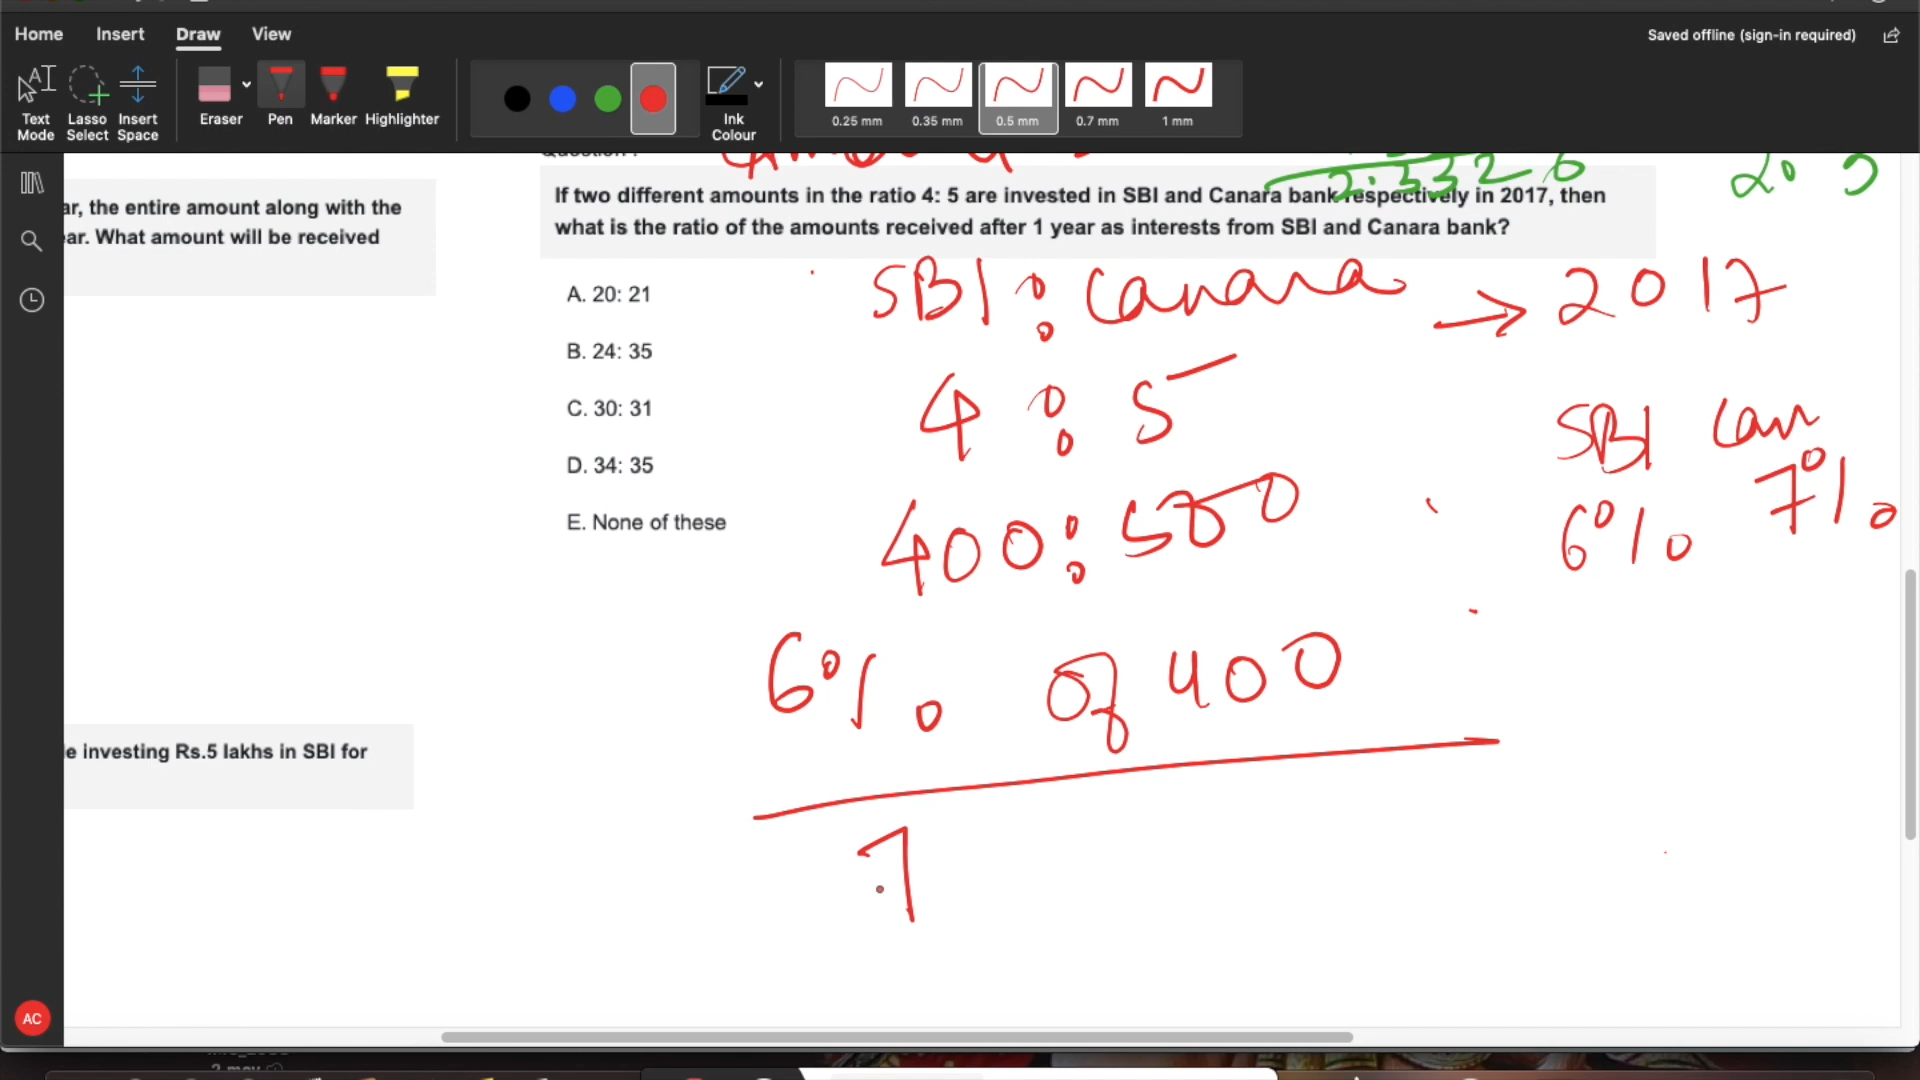 Home Insert Draw View
Saved offline (sign-in required)
Text Mode
Lasso Select
Insert Space
Eraser
Pen
Marker
Highlighter
Ink Colour
0.25 mm
0.35 mm
0.5 mm
0.7 mm
1 mm
ar, the entire amount along with the
ear. What amount will be received
If two different amounts in the ratio 4: 5 are invested in SBI and Canara bank respectively in 2017, then
what is the ratio of the amounts received after 1 year as interests from SBI and Canara bank?
A. 20: 21
B. 24: 35
C. 30: 31
D. 34: 35
E. None of these
SBI : Canara → 2017
4 : 5
SBI Can
6% 7%
400 : 500
6% of 400
7
e investing Rs.5 lakhs in SBI for
AC